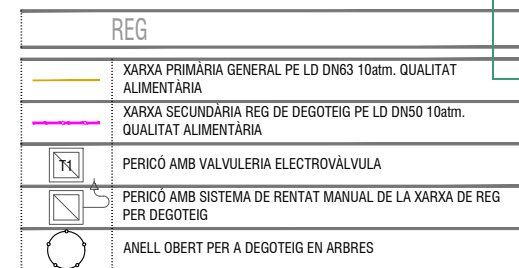 REG
XARXA PRIMÀRIA GENERAL PE LD DN63 10atm. QUALITAT
ALIMENTÀRIA
XARXA SECUNDÀRIA REG DE DEGOTEIG PE LD DN50 10atm.
QUALITAT ALIMENTÀRIA
T1
PERICÓ AMB VALVULERIA ELECTROVÀLVULA
PERICÓ AMB SISTEMA DE RENTAT MANUAL DE LA XARXA DE REG
PER DEGOTEIG
ANELL OBERT PER A DEGOTEIG EN ARBRES